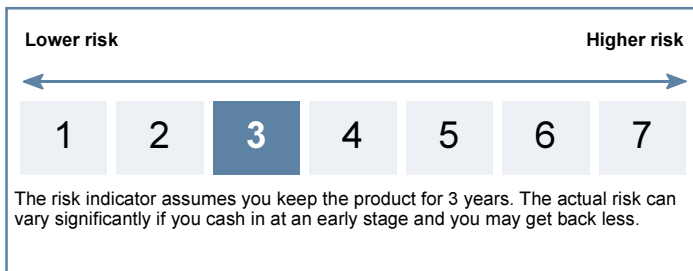 Lower risk Higher risk
1 2 3 4 5 6 7
The risk indicator assumes you keep the product for 3 years. The actual risk can
vary significantly if you cash in at an early stage and you may get back less.